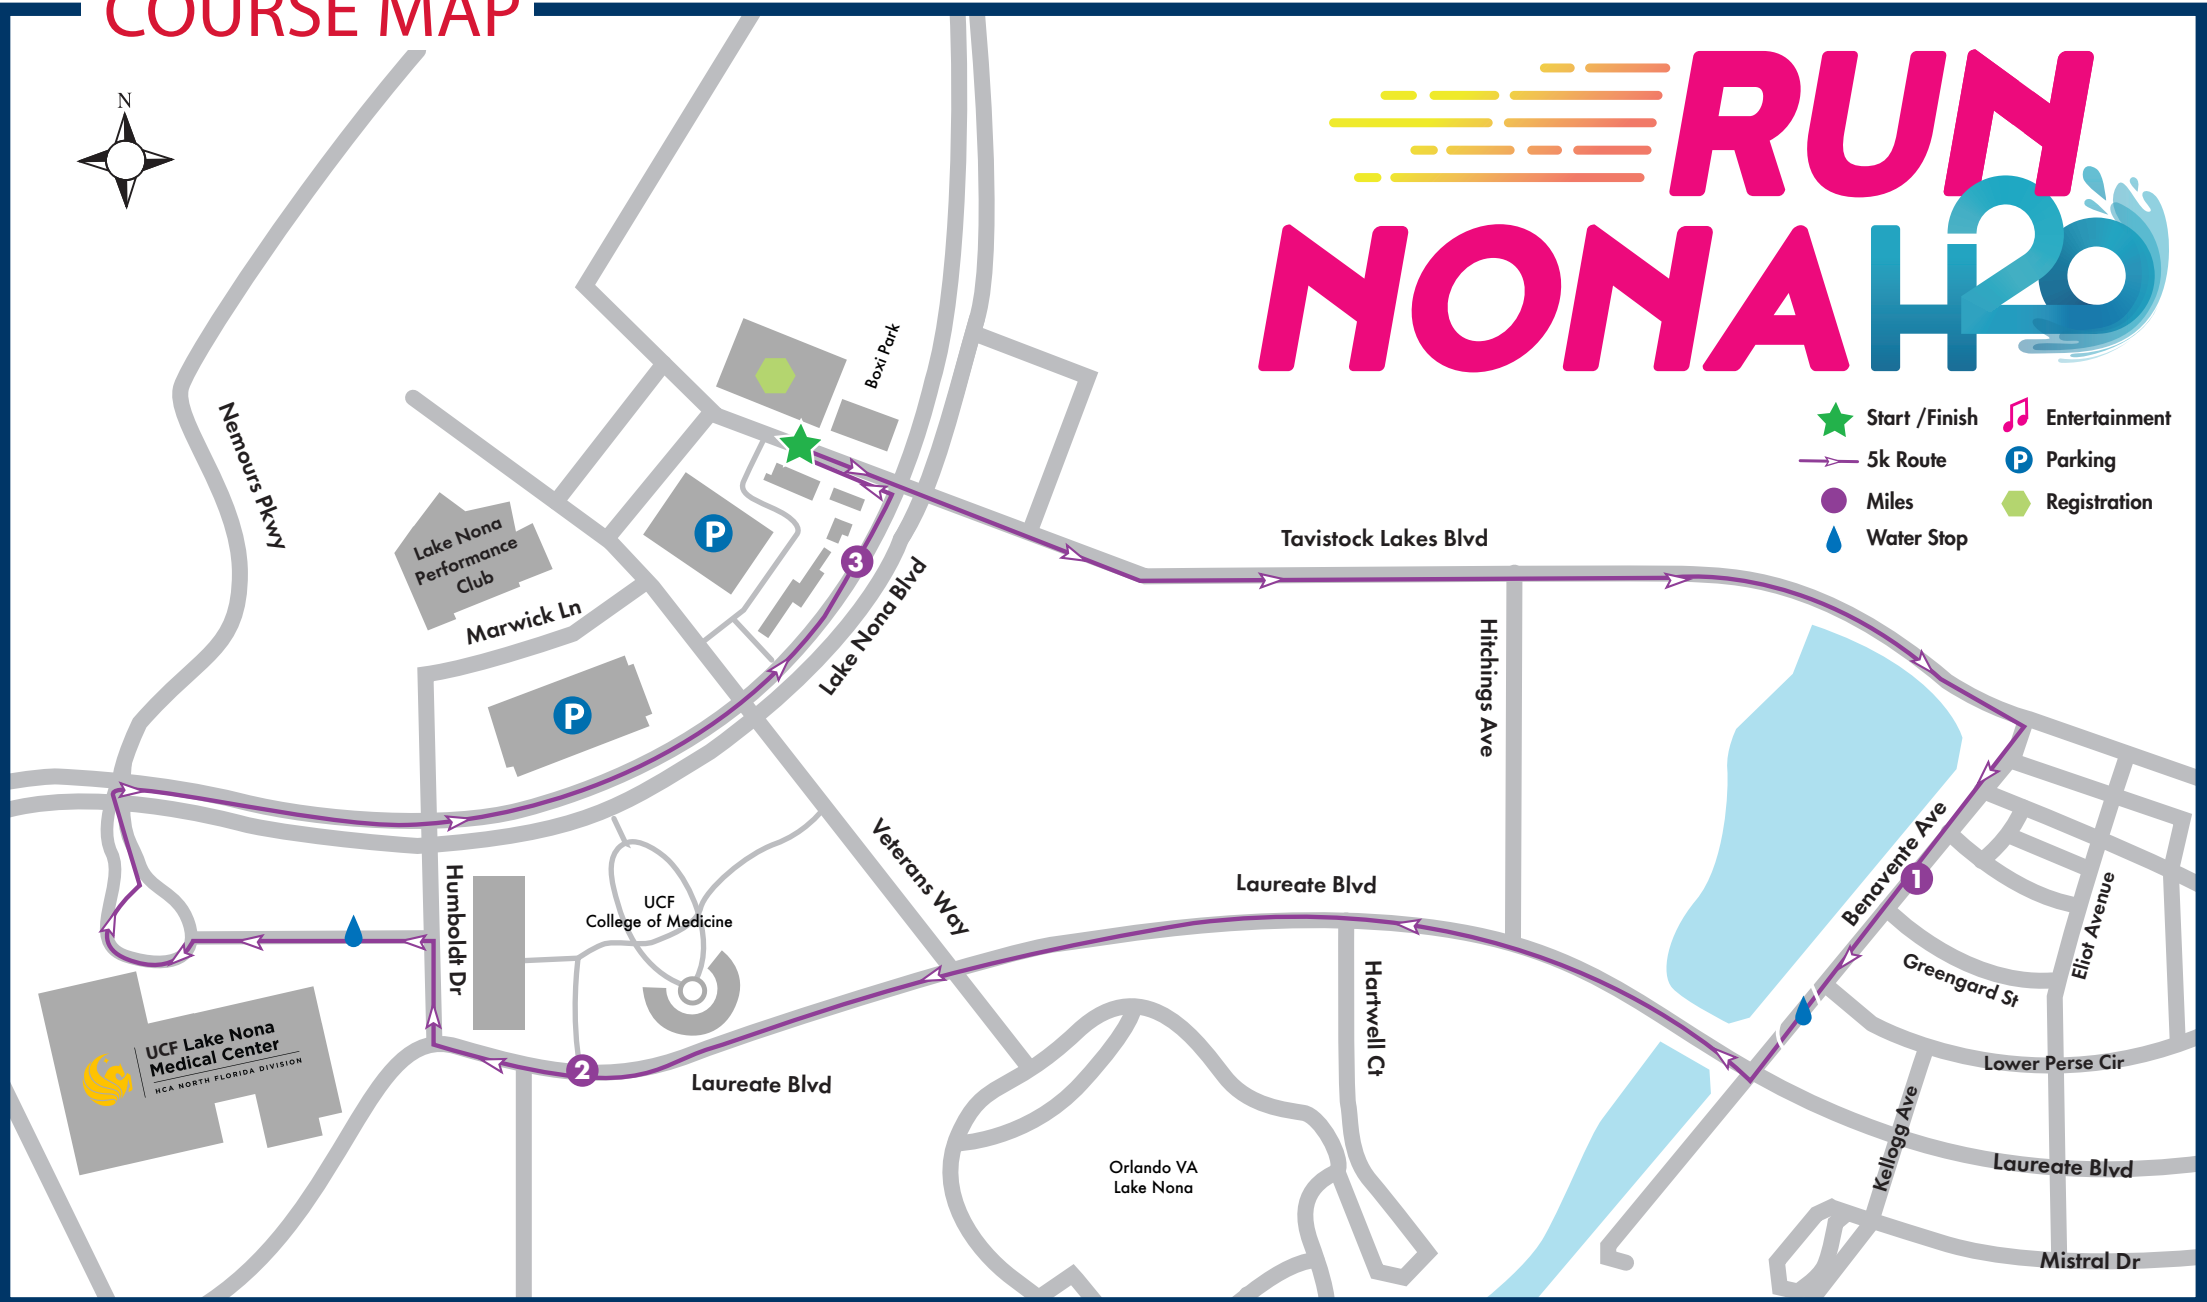 COURSE MAP
N
RUN
NONA H2O
Start /Finish
Entertainment
5k Route
P
Parking
Miles
Registration
Water Stop
Boxi Park
Nemours Pkwy
Lake Nona
Performance
Club
P
3
Tavistock Lakes Blvd
Marwick Ln
Lake Nona Blvd
Hitchings Ave
P
Benavente Ave
1
Veterans Way
Humboldt Dr
UCF
College of Medicine
Laureate Blvd
Eliot Avenue
Greengard St
Hartwell Ct
UCF Lake Nona
Medical Center
HCA NORTH FLORIDA DIVISION
2
Laureate Blvd
Lower Perse Cir
Kellogg Ave
Orlando VA
Lake Nona
Laureate Blvd
Mistral Dr